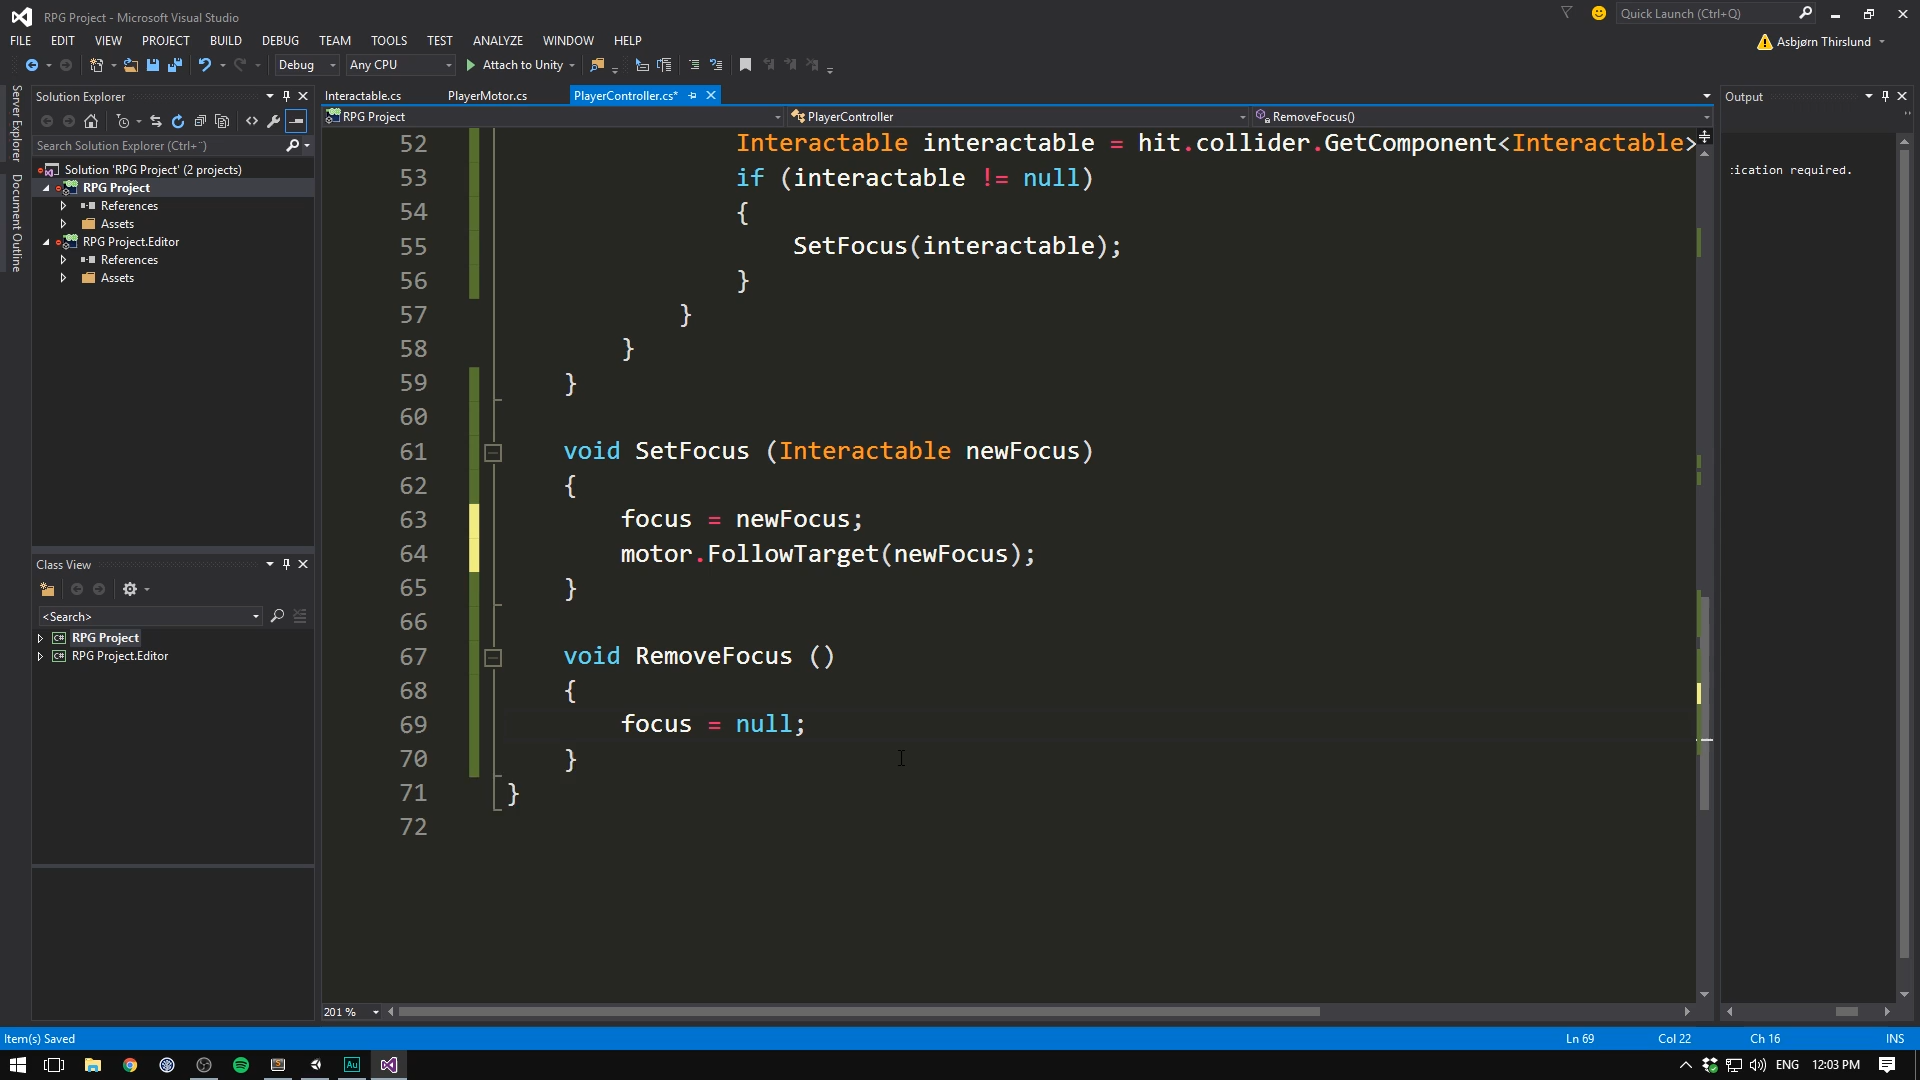 RPG Project - Microsoft Visual Studio
Quick Launch (Ctrl+Q)
FILE EDIT VIEW PROJECT BUILD DEBUG TEAM TOOLS TEST ANALYZE WINDOW HELP
Asbjørn Thirslund
Debug Any CPU Attach to Unity
Server Explorer
Document Outline
Solution Explorer
Search Solution Explorer (Ctrl+¨)
Solution 'RPG Project' (2 projects)
RPG Project
References
Assets
RPG Project.Editor
References
Assets
Class View
<Search>
RPG Project
RPG Project.Editor
Interactable.cs PlayerMotor.cs PlayerController.cs*
RPG Project PlayerController RemoveFocus()
52 Interactable interactable = hit.collider.GetComponent<Interactable>
53 if (interactable != null)
54 {
55 SetFocus(interactable);
56 }
57 }
58 }
59 }
60
61 void SetFocus (Interactable newFocus)
62 {
63 focus = newFocus;
64 motor.FollowTarget(newFocus);
65 }
66
67 void RemoveFocus ()
68 {
69 focus = null;
70 }
71 }
72
201 %
Output
:ication required.
Item(s) Saved
Ln 69 Col 22 Ch 16 INS
Au
ENG 12:03 PM